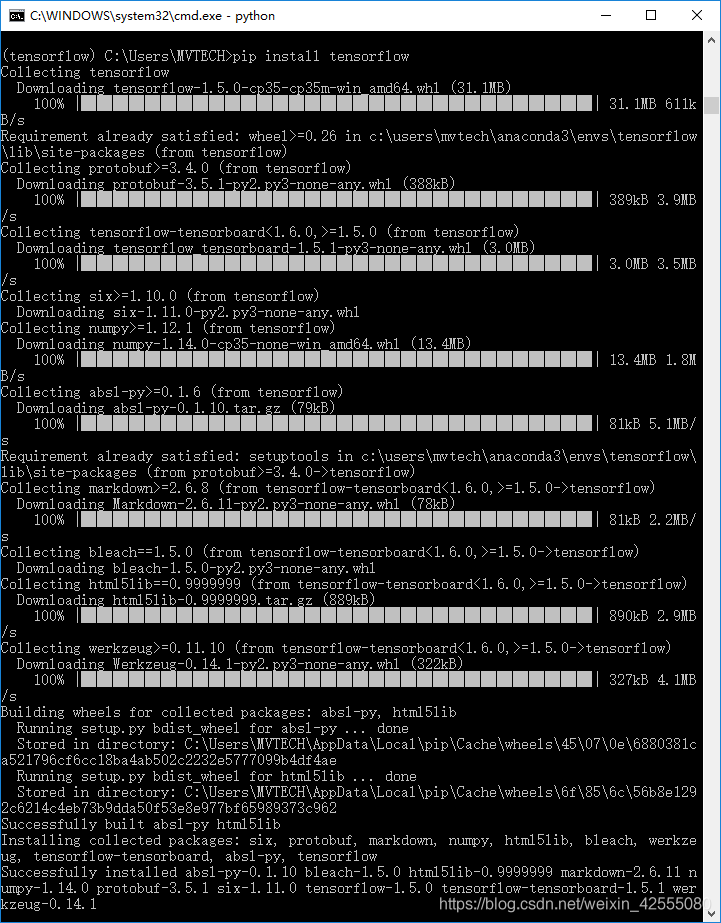 C:\WINDOWS\system32\cmd.exe - python
(tensorflow) C:\Users\MVTECH>pip install tensorflow
Collecting tensorflow
Downloading tensorflow-1.5.0-cp35-cp35m-win_amd64.whl (31.1MB)
100% | | 31.1MB 611k
B/s
Requirement already satisfied: wheel>=0.26 in c:\users\mvtech\anaconda3\envs\tensorflow
\lib\site-packages (from tensorflow)
Collecting protobuf>=3.4.0 (from tensorflow)
Downloading protobuf-3.5.1-py2.py3-none-any.whl (388kB)
100% | | 389kB 3.9MB
/s
Collecting tensorflow-tensorboard<1.6.0,>=1.5.0 (from tensorflow)
Downloading tensorflow_tensorboard-1.5.1-py3-none-any.whl (3.0MB)
100% | | 3.0MB 3.5MB
/s
Collecting six>=1.10.0 (from tensorflow)
Downloading six-1.11.0-py2.py3-none-any.whl
Collecting numpy>=1.12.1 (from tensorflow)
Downloading numpy-1.14.0-cp35-none-win_amd64.whl (13.4MB)
100% | | 13.4MB 1.8M
B/s
Collecting absl-py>=0.1.6 (from tensorflow)
Downloading absl-py-0.1.10.tar.gz (79kB)
100% | | 81kB 5.1MB/
s
Requirement already satisfied: setuptools in c:\users\mvtech\anaconda3\envs\tensorflow\
lib\site-packages (from protobuf>=3.4.0->tensorflow)
Collecting markdown>=2.6.8 (from tensorflow-tensorboard<1.6.0,>=1.5.0->tensorflow)
Downloading Markdown-2.6.11-py2.py3-none-any.whl (78kB)
100% | | 81kB 2.2MB/
s
Collecting bleach==1.5.0 (from tensorflow-tensorboard<1.6.0,>=1.5.0->tensorflow)
Downloading bleach-1.5.0-py2.py3-none-any.whl
Collecting html5lib==0.9999999 (from tensorflow-tensorboard<1.6.0,>=1.5.0->tensorflow)
Downloading html5lib-0.9999999.tar.gz (889kB)
100% | | 890kB 2.9MB
/s
Collecting werkzeug>=0.11.10 (from tensorflow-tensorboard<1.6.0,>=1.5.0->tensorflow)
Downloading Werkzeug-0.14.1-py2.py3-none-any.whl (322kB)
100% | | 327kB 4.1MB
/s
Building wheels for collected packages: absl-py, html5lib
Running setup.py bdist_wheel for absl-py ... done
Stored in directory: C:\Users\MVTECH\AppData\Local\pip\Cache\wheels\45\07\0e\6880381c
a521796cf6cc18ba4ab502c2232e5777099b4df4ae
Running setup.py bdist_wheel for html5lib ... done
Stored in directory: C:\Users\MVTECH\AppData\Local\pip\Cache\wheels\6f\85\6c\56b8e129
2c6214c4eb73b9dda50f53e8e977bf65989373c962
Successfully built absl-py html5lib
Installing collected packages: six, protobuf, markdown, numpy, html5lib, bleach, werkze
ug, tensorflow-tensorboard, absl-py, tensorflow
Successfully installed absl-py-0.1.10 bleach-1.5.0 html5lib-0.9999999 markdown-2.6.11 n
umpy-1.14.0 protobuf-3.5.1 six-1.11.0 tensorflow-1.5.0 tensorflow-tensorboard-1.5.1 wer
kzeug-0.14.1
https://blog.csdn.net/weixin_42555080